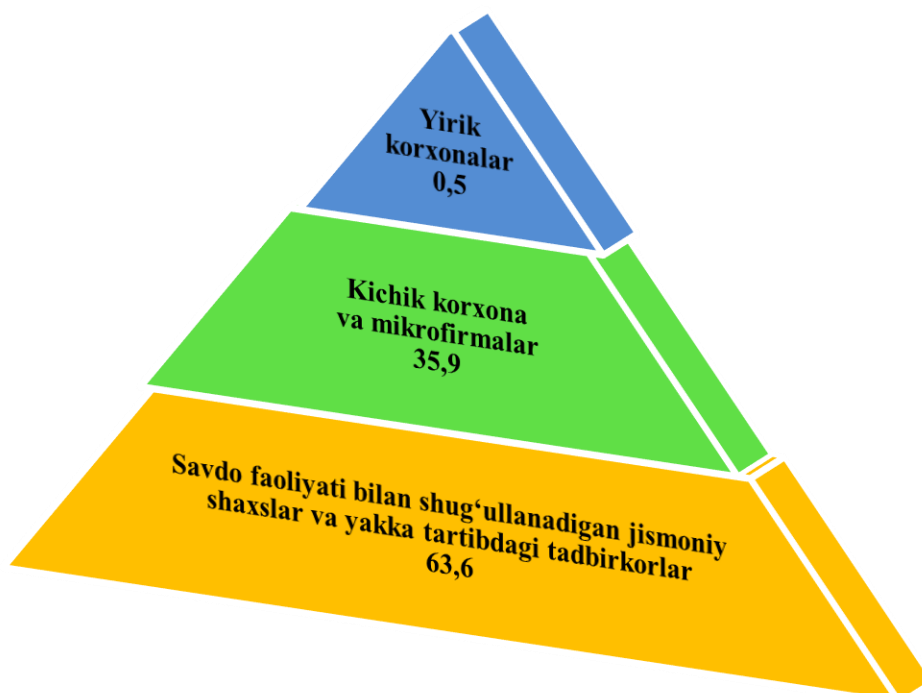 Yirik
korxonalar
0,5
Kichik korxona
va mikrofirmalar
35,9
Savdo faoliyati bilan shug‘ullanadigan jismoniy
shaxslar va yakka tartibdagi tadbirkorlar
63,6